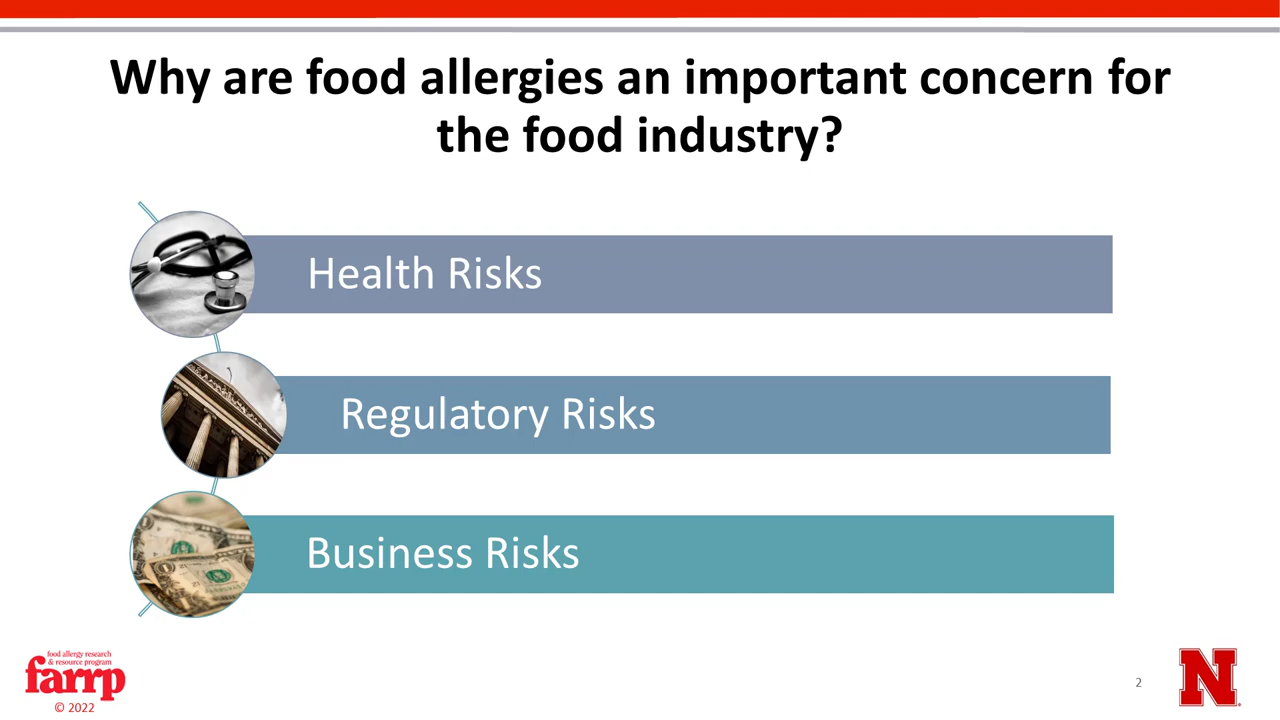 Why are food allergies an important concern for
the food industry?
Health Risks
Regulatory Risks
Business Risks
food allergy research
& resource program
farrp
© 2022
2
N